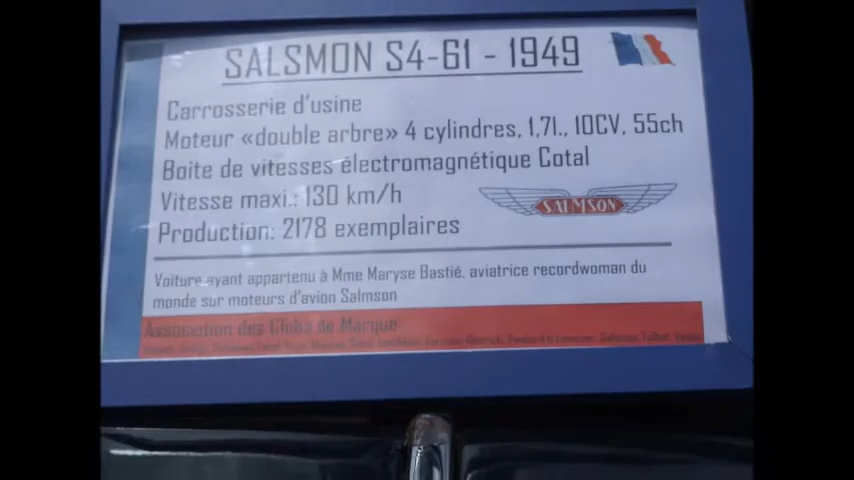 SALSMON S4-61 - 1949
Carrosserie d'usine
Moteur «double arbre» 4 cylindres, 1,7l., 10CV, 55ch
Boite de vitesses électromagnétique Cotal
Vitesse maxi.: 130 km/h
SALMSON
Production: 2178 exemplaires
Voiture ayant appartenu à Mme Maryse Bastié, aviatrice recordwoman du
monde sur moteurs d'avion Salmson
Association des Clubs de Marque